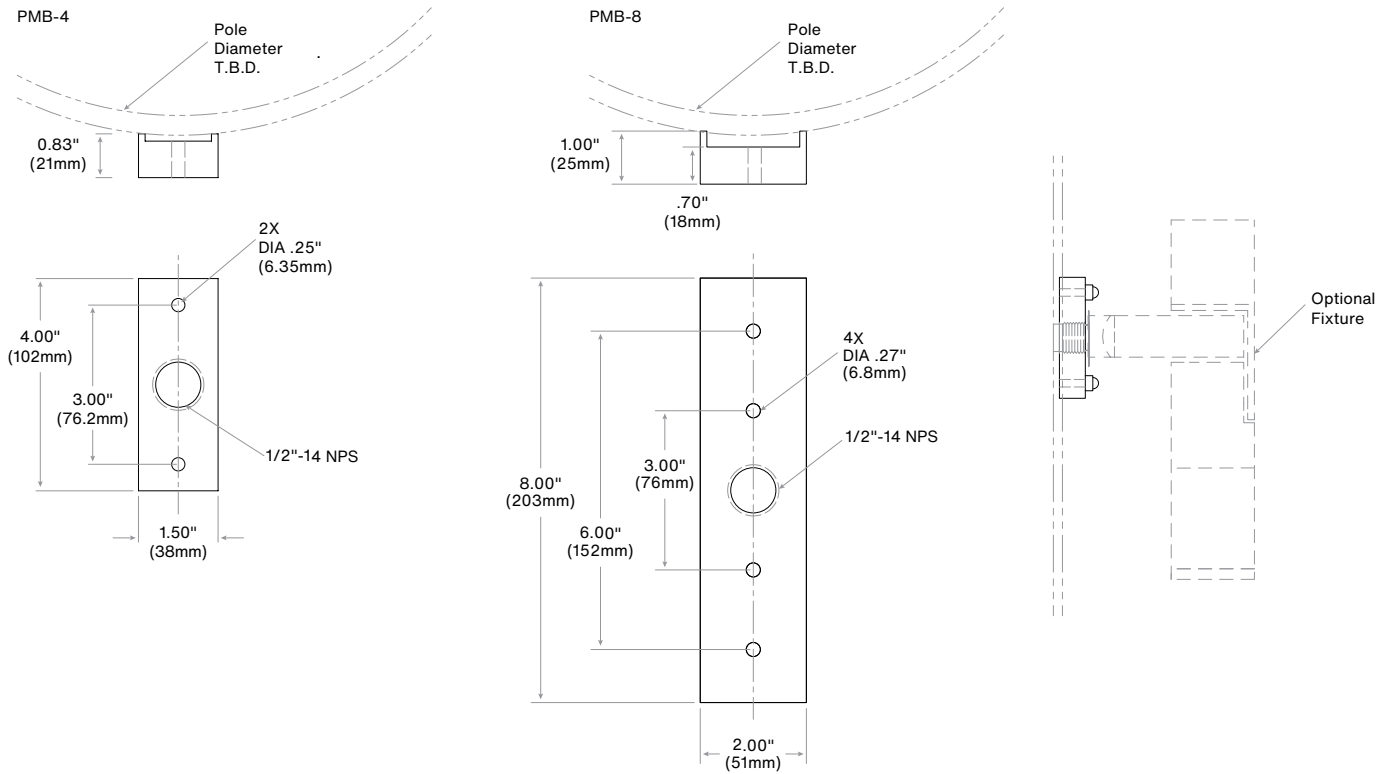 PMB-4
Pole
Diameter
T.B.D.
0.83"
(21mm)
2X
DIA .25"
(6.35mm)
4.00"
(102mm)
3.00"
(76.2mm)
1/2"-14 NPS
1.50"
(38mm)
PMB-8
Pole
Diameter
T.B.D.
1.00"
(25mm)
.70"
(18mm)
4X
DIA .27"
(6.8mm)
1/2"-14 NPS
3.00"
(76mm)
8.00"
(203mm)
6.00"
(152mm)
2.00"
(51mm)
Optional
Fixture